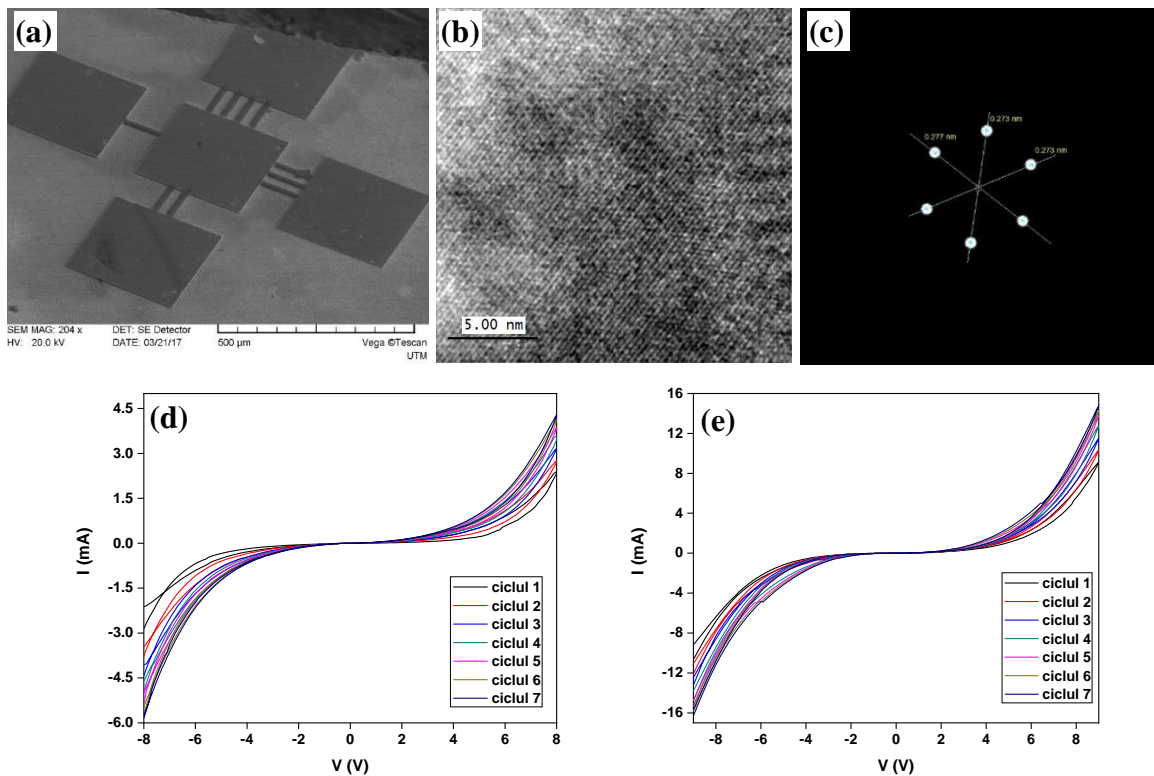 (a)
SEM MAG: 204 x DET: SE Detector
HV: 20.0 kV DATE: 03/21/17 500 µm Vega ©Tescan
UTM
(b)
5.00 nm
(c)
0.273 nm
0.277 nm
0.273 nm
(d)
I (mA)
4.5
3.0
1.5
0.0
-1.5
-3.0
-4.5
-6.0
ciclul 1
ciclul 2
ciclul 3
ciclul 4
ciclul 5
ciclul 6
ciclul 7
-8 -6 -4 -2 0 2 4 6 8
V (V)
(e)
I (mA)
16
12
8
4
0
-4
-8
-12
-16
ciclul 1
ciclul 2
ciclul 3
ciclul 4
ciclul 5
ciclul 6
ciclul 7
-8 -6 -4 -2 0 2 4 6 8
V (V)